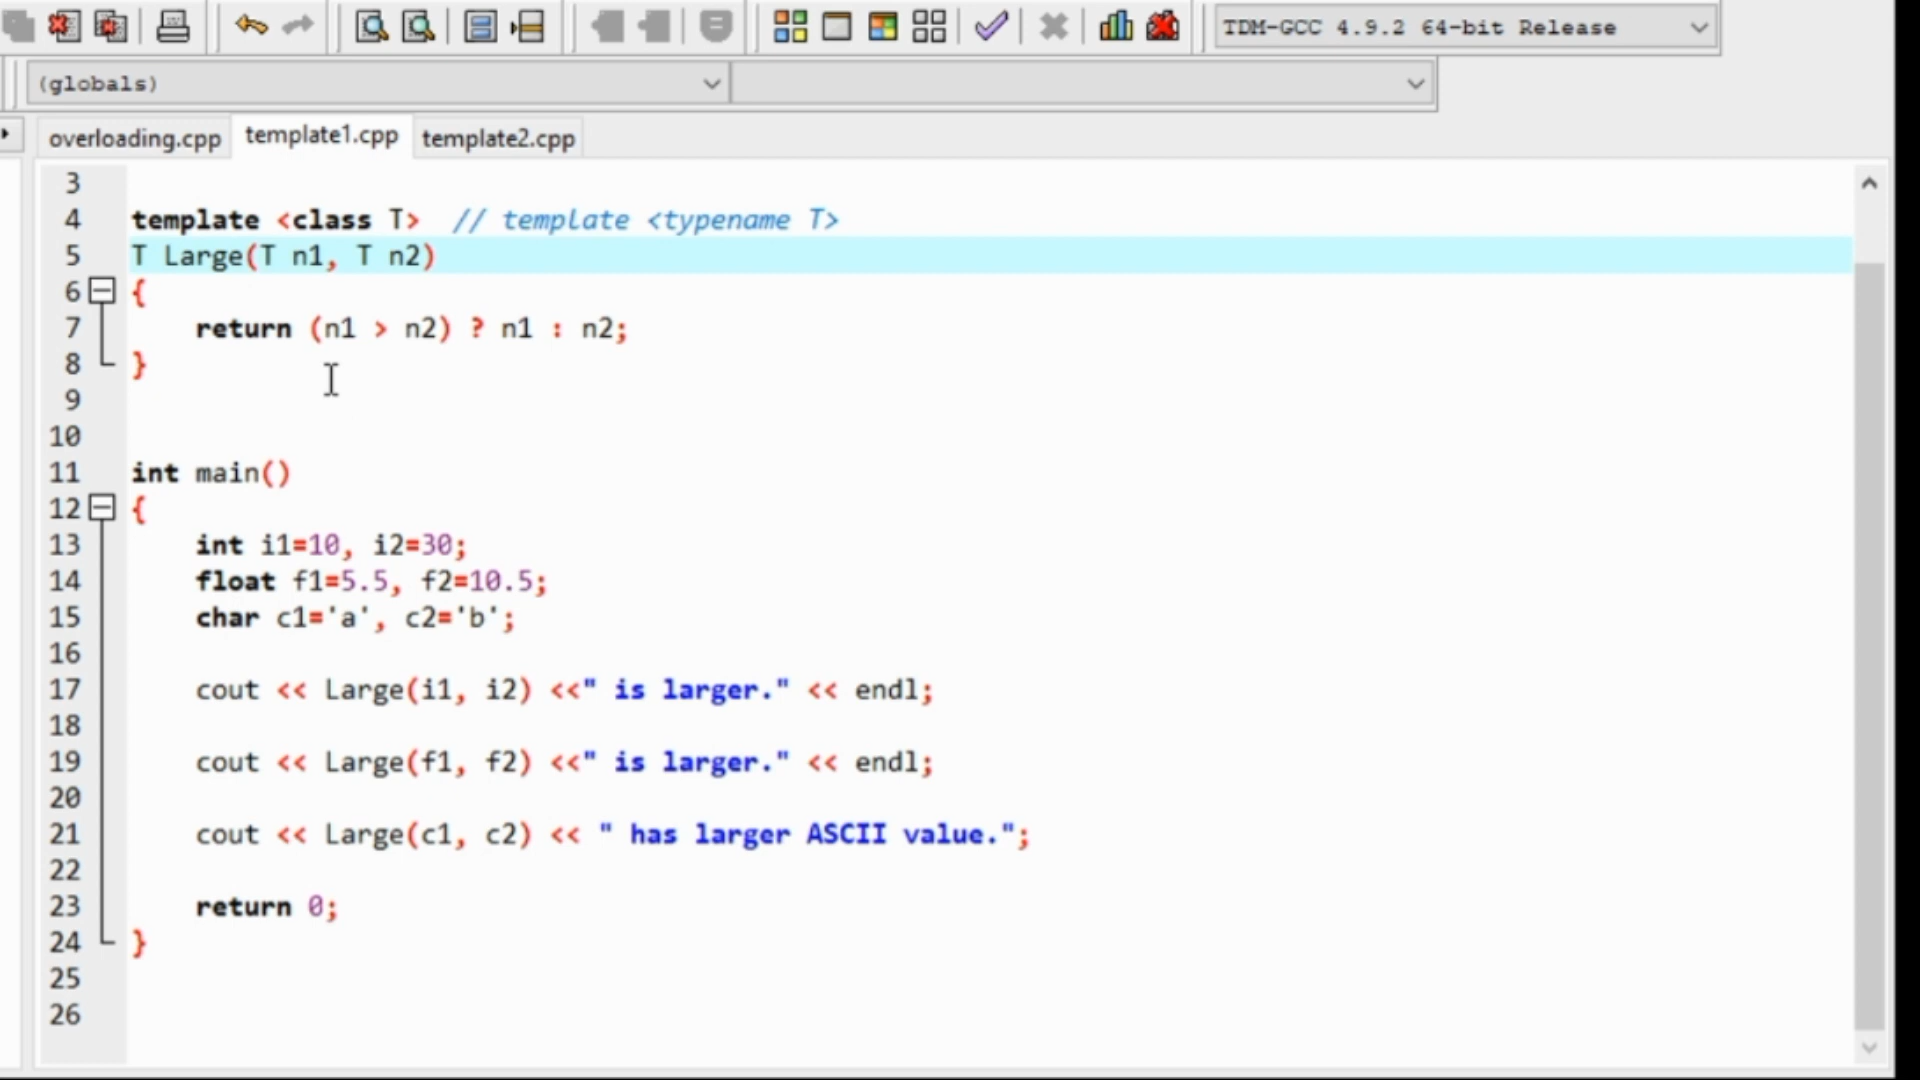 TDM-GCC 4.9.2 64-bit Release
(globals)
overloading.cpp template1.cpp template2.cpp
3
4 template <class T> // template <typename T>
5 T Large(T n1, T n2)
6 {
7 return (n1 > n2) ? n1 : n2;
8 }
9
10
11 int main()
12 {
13 int i1=10, i2=30;
14 float f1=5.5, f2=10.5;
15 char c1='a', c2='b';
16
17 cout << Large(i1, i2) <<" is larger." << endl;
18
19 cout << Large(f1, f2) <<" is larger." << endl;
20
21 cout << Large(c1, c2) << " has larger ASCII value.";
22
23 return 0;
24 }
25
26